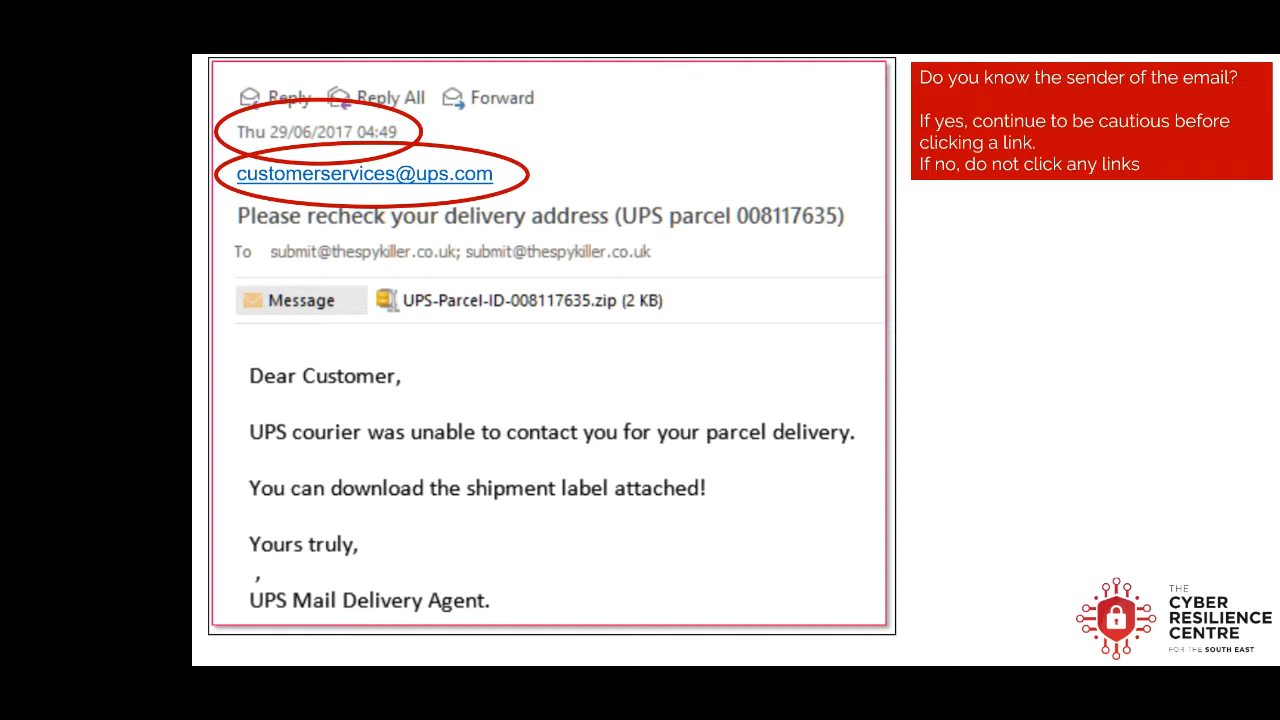 Reply Reply All Forward
Thu 29/06/2017 04:49
customerservices@ups.com
Please recheck your delivery address (UPS parcel 008117635)
To submit@thespykiller.co.uk; submit@thespykiller.co.uk
Message UPS-Parcel-ID-008117635.zip (2 KB)
Dear Customer,
UPS courier was unable to contact you for your parcel delivery.
You can download the shipment label attached!
Yours truly,
,
UPS Mail Delivery Agent.
Do you know the sender of the email?
If yes, continue to be cautious before
clicking a link.
If no, do not click any links
THE
CYBER
RESILIENCE
CENTRE
FOR THE SOUTH EAST